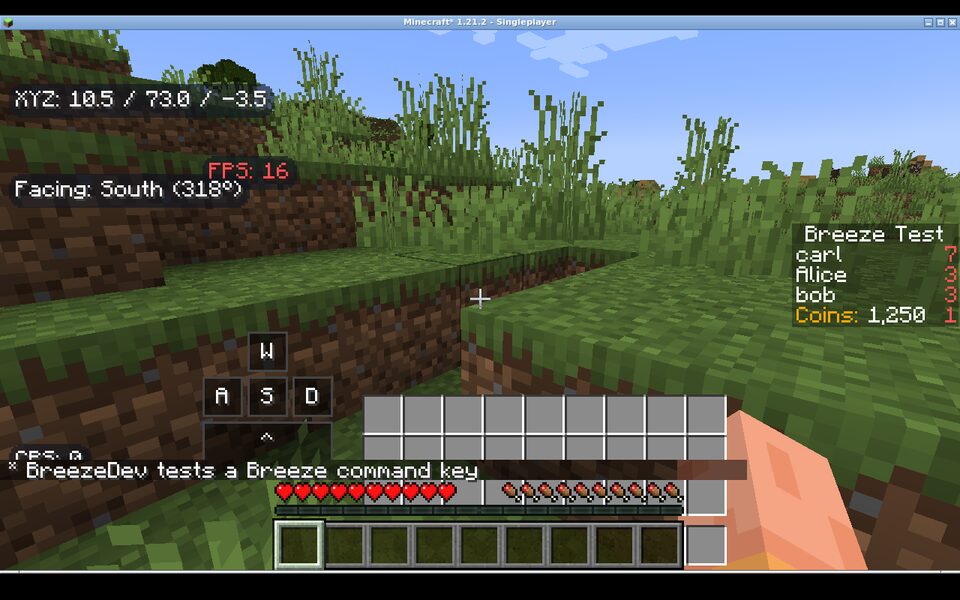 Minecraft* 1.21.2 - Singleplayer
XYZ: 10.5 / 73.0 / -3.5
FPS: 16
Facing: South (318º)
Breeze Test
carl 7
Alice 3
bob 3
Coins: 1,250 1
W
A S D
^
CPS: 0
* BreezeDev tests a Breeze command key